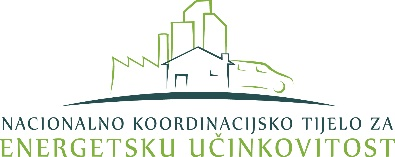 NACIONALNO KOORDINACIJSKO TIJELO ZA
ENERGETSKU UČINKOVITOST